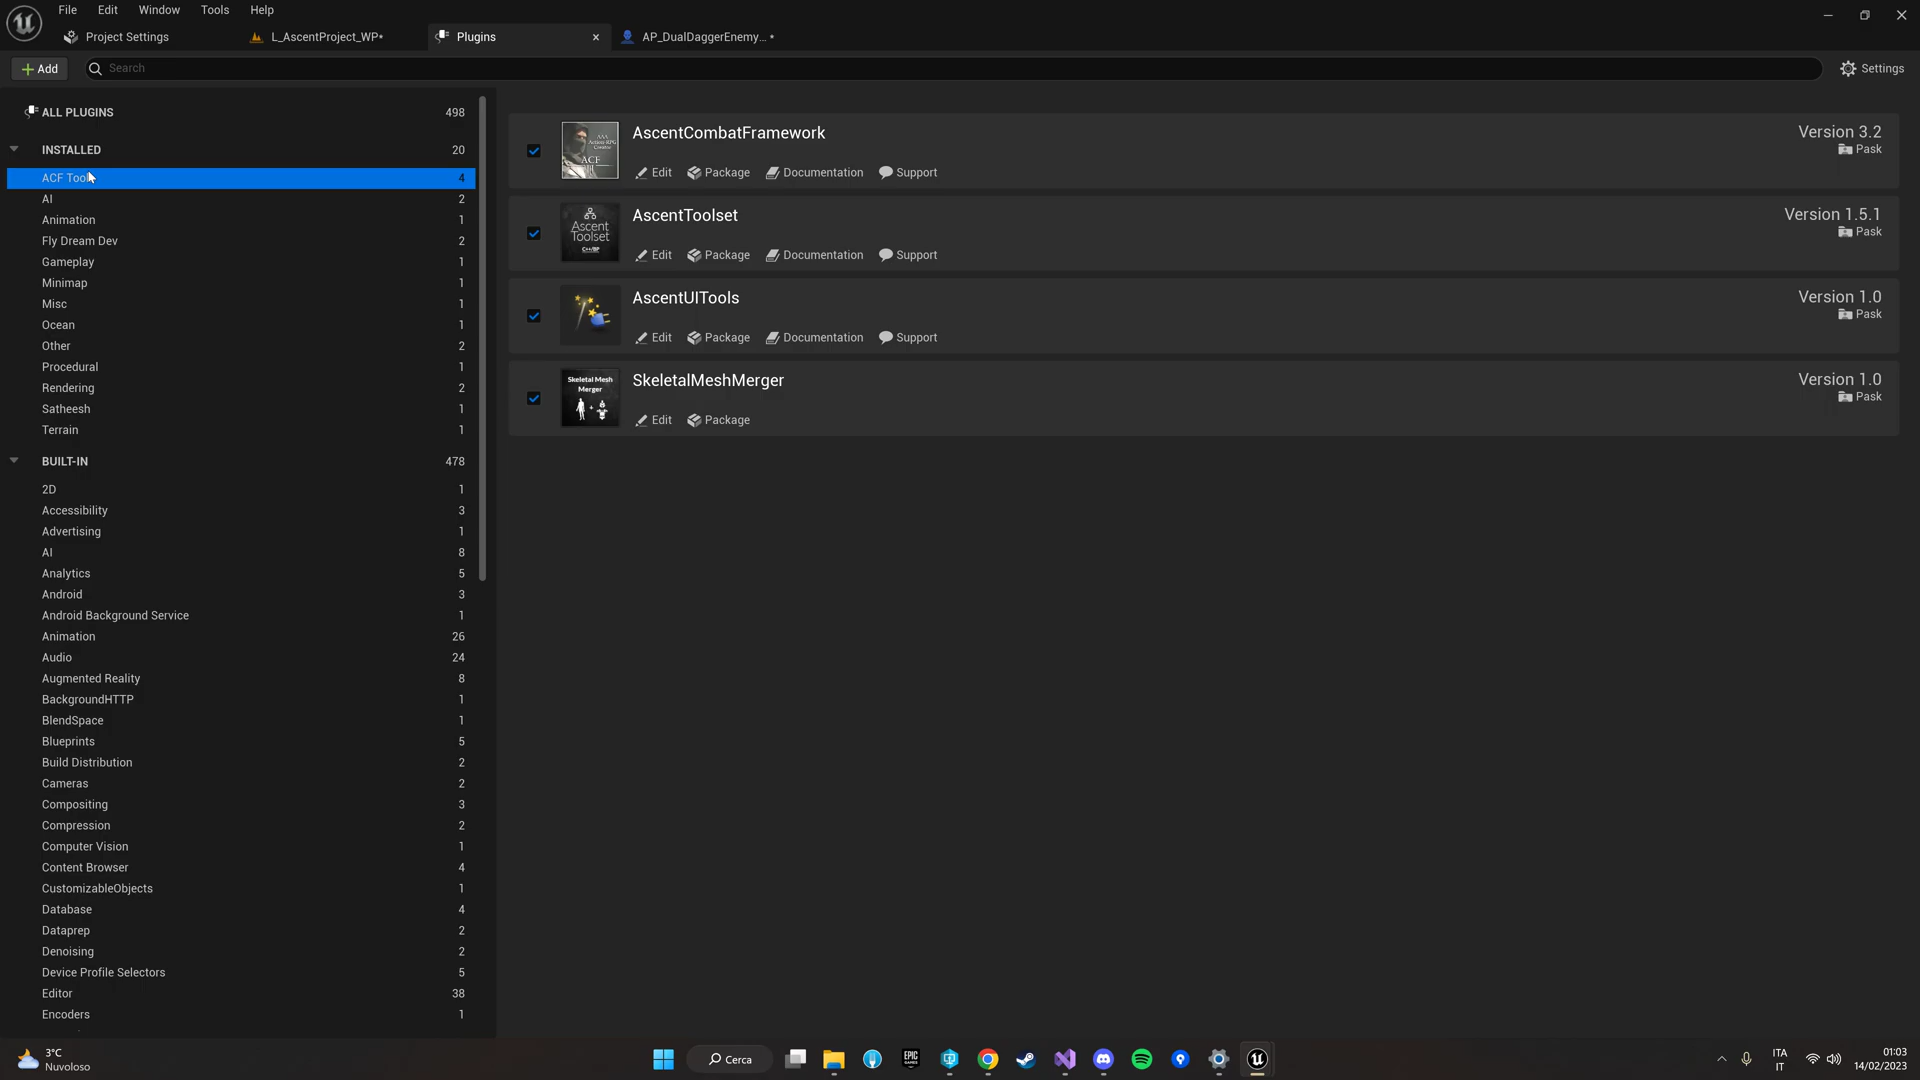 File Edit Window Tools Help
Project Settings L_AscentProject_WP* Plugins AP_DualDaggerEnemy... *
Add Search Settings
ALL PLUGINS 498
INSTALLED 20
ACF Tool 4
AI 2
Animation 1
Fly Dream Dev 2
Gameplay 1
Minimap 1
Misc 1
Ocean 1
Other 2
Procedural 1
Rendering 2
Satheesh 1
Terrain 1
BUILT-IN 478
2D 1
Accessibility 3
Advertising 1
AI 8
Analytics 5
Android 3
Android Background Service 1
Animation 26
Audio 24
Augmented Reality 8
BackgroundHTTP 1
BlendSpace 1
Blueprints 5
Build Distribution 2
Cameras 2
Compositing 3
Compression 2
Computer Vision 1
Content Browser 4
CustomizableObjects 1
Database 4
Dataprep 2
Denoising 2
Device Profile Selectors 5
Editor 38
Encoders 1
AAA
Action RPG
Creator
ACF
AscentCombatFramework Version 3.2
Pask
Edit Package Documentation Support
Ascent
Toolset
C++/BP
AscentToolset Version 1.5.1
Pask
Edit Package Documentation Support
AscentUITools Version 1.0
Pask
Edit Package Documentation Support
Skeletal Mesh
Merger
SkeletalMeshMerger Version 1.0
Pask
Edit Package
3°C
Nuvoloso
Cerca
EPIC
GAMES
ITA
IT
01:03
14/02/2023